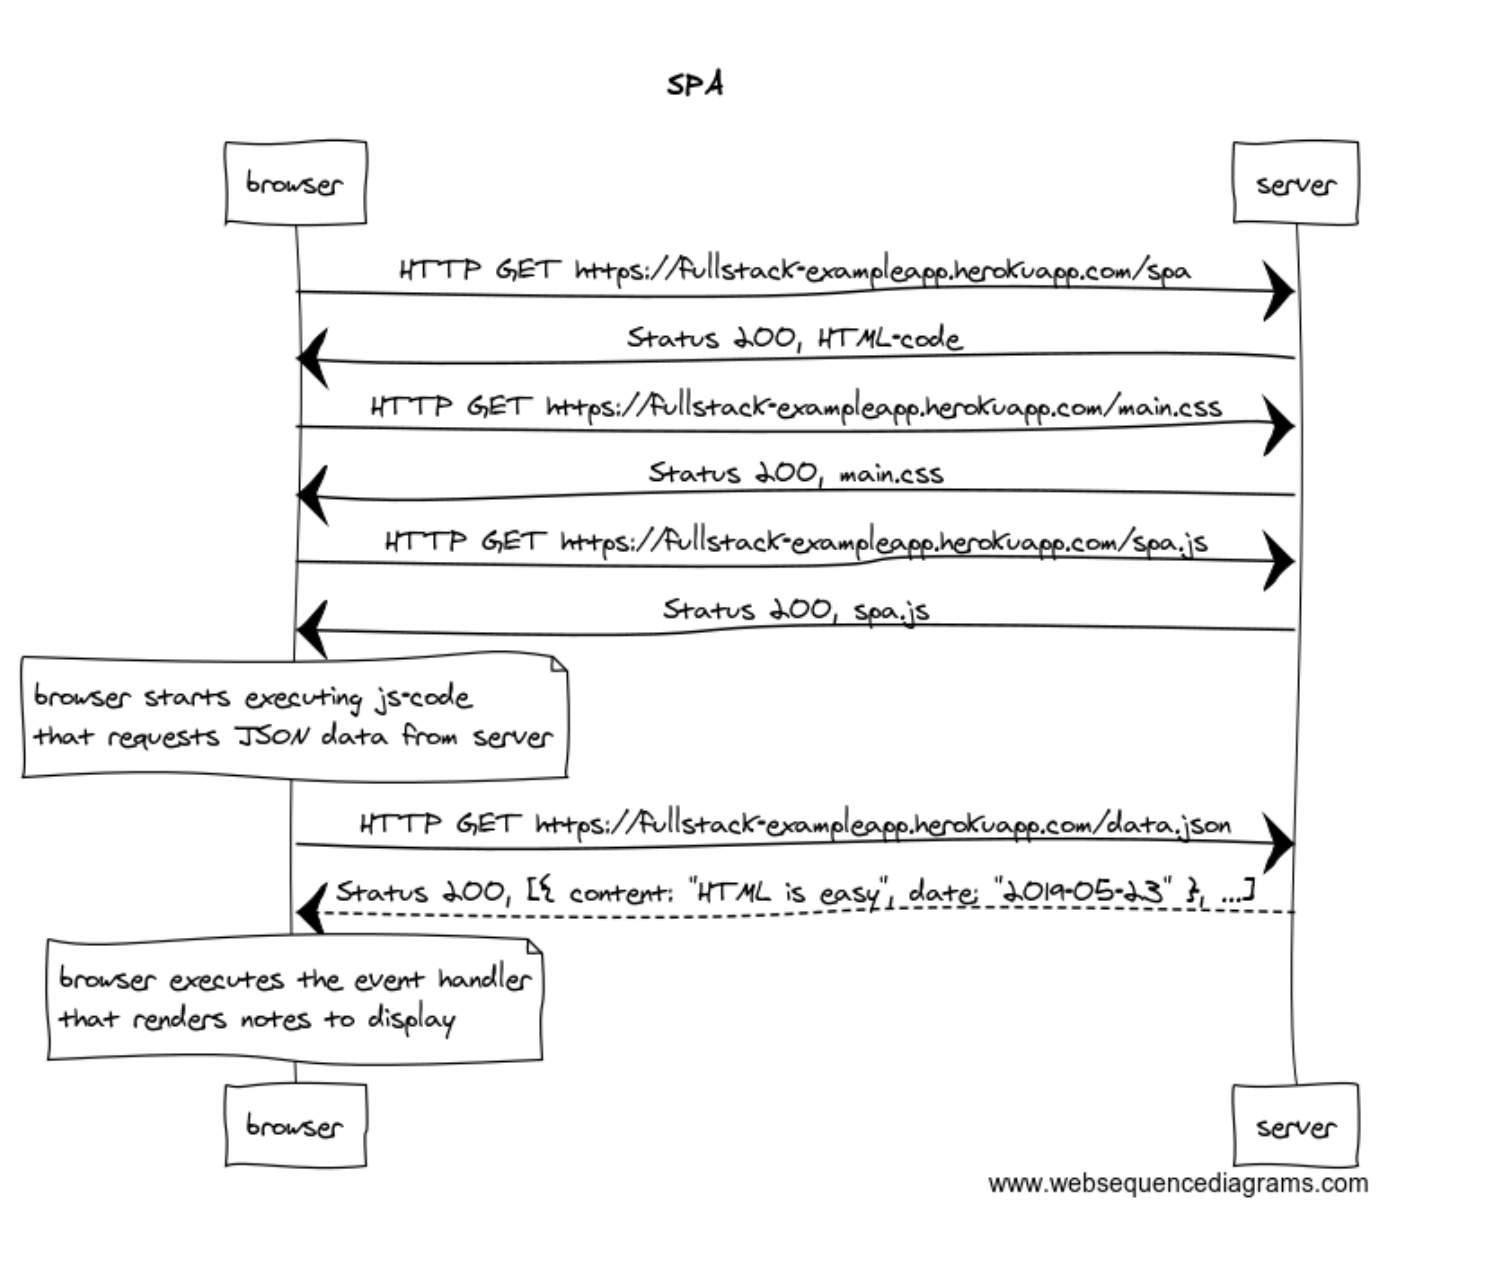 SPA
browser server
HTTP GET https://fullstack-exampleapp.herokuapp.com/spa
Status 200, HTML-code
HTTP GET https://fullstack-exampleapp.herokuapp.com/main.css
Status 200, main.css
HTTP GET https://fullstack-exampleapp.herokuapp.com/spa.js
Status 200, spa.js
browser starts executing js-code
that requests JSON data from server
HTTP GET https://fullstack-exampleapp.herokuapp.com/data.json
Status 200, [{ content: "HTML is easy", date: "2019-05-23" }, ...]
browser executes the event handler
that renders notes to display
browser server
www.websequencediagrams.com